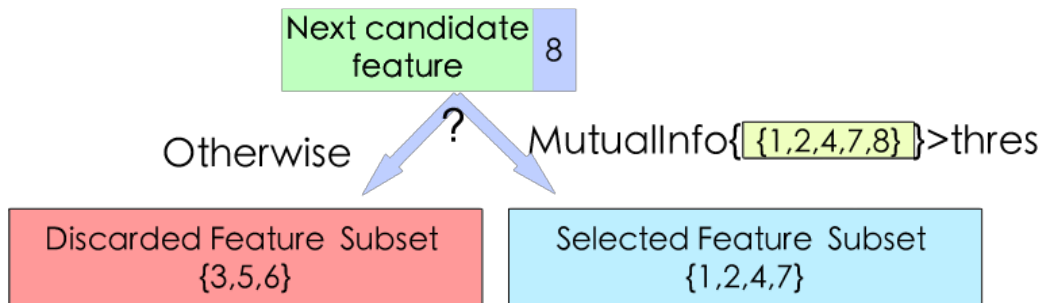 Next candidate
feature
8
?
Otherwise
MutualInfo{ {1,2,4,7,8} }>thres
Discarded Feature Subset
{3,5,6}
Selected Feature Subset
{1,2,4,7}